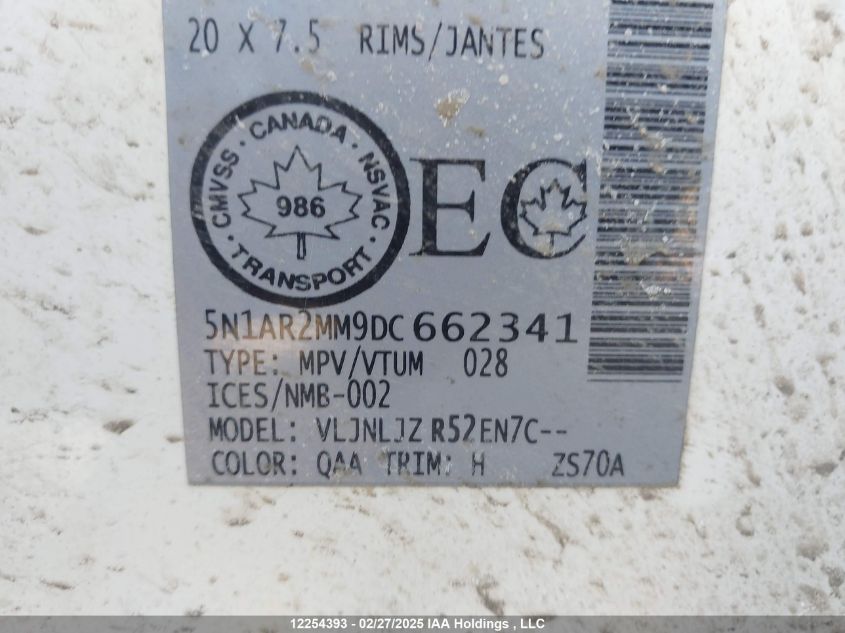 20 X 7.5 RIMS/JANTES
CMVSS · CANADA · NSVAC · TRANSPORT ·
986
EC
5N1AR2MM9DC662341
TYPE: MPV/VTUM 028
ICES/NMB-002
MODEL: VLJNLJZ R52EN7C--
COLOR: QAA TRIM: H ZS70A
12254393 - 02/27/2025 IAA Holdings , LLC